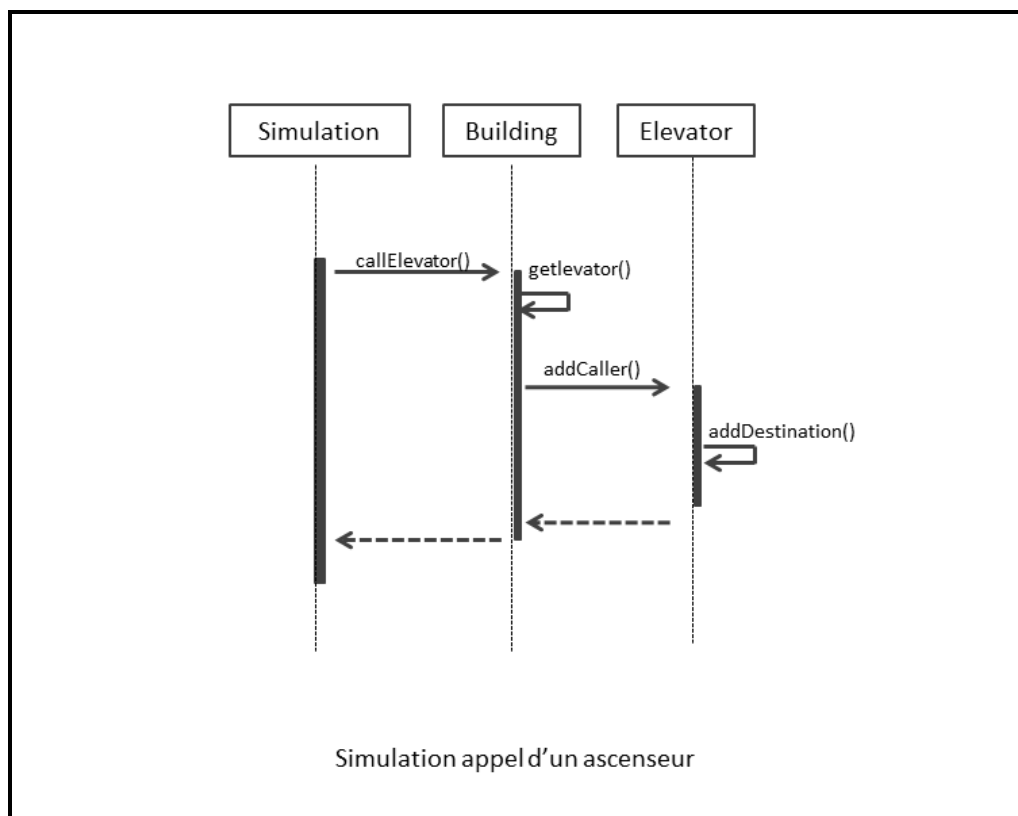 Simulation
Building
Elevator
callElevator()
getlevator()
addCaller()
addDestination()
Simulation appel d'un ascenseur